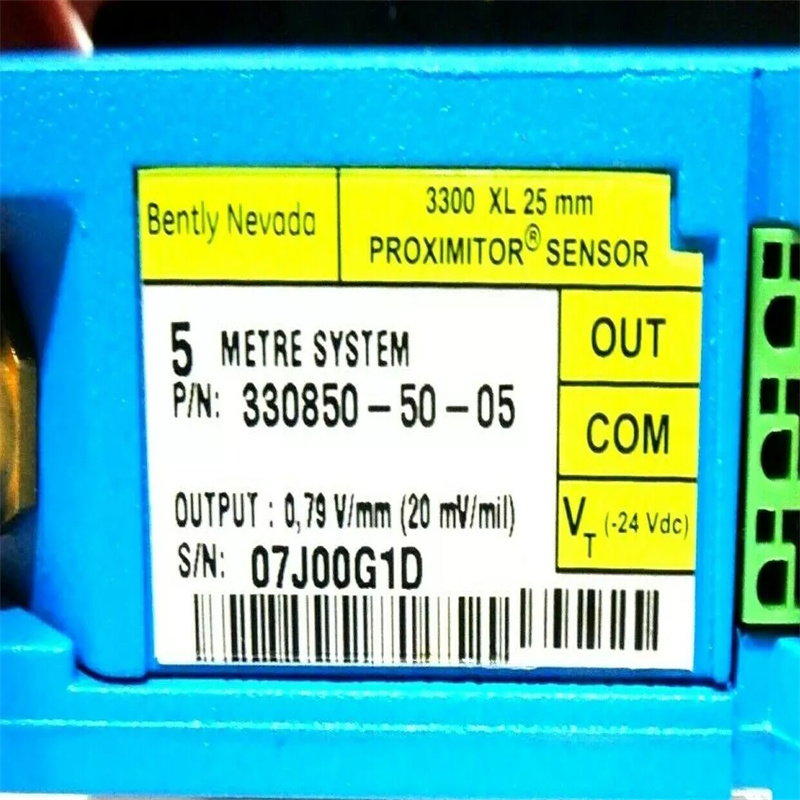 Bently Nevada
3300 XL 25 mm
PROXIMITOR® SENSOR
5 METRE SYSTEM
P/N: 330850-50-05
OUTPUT : 0,79 V/mm (20 mV/mil)
S/N: 07J00G1D
OUT
COM
VT (-24 Vdc)